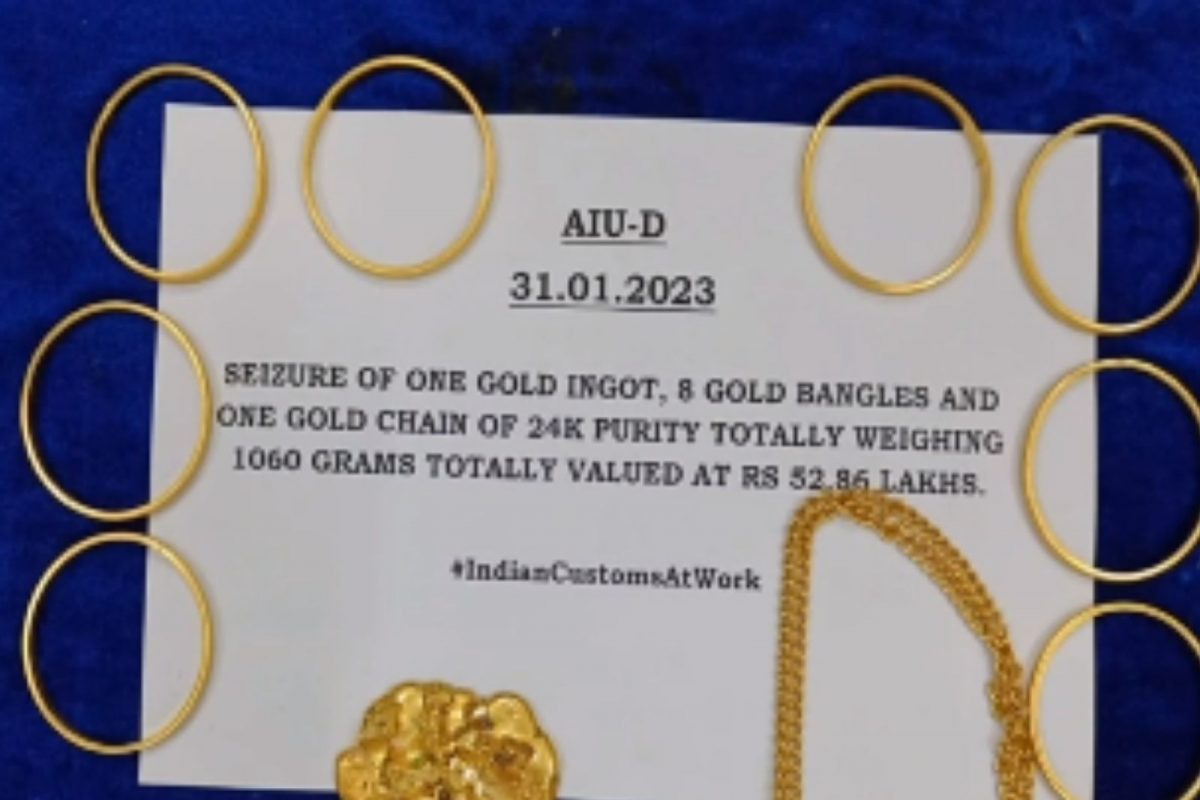 AIU-D
31.01.2023
SEIZURE OF ONE GOLD INGOT, 8 GOLD BANGLES AND
ONE GOLD CHAIN OF 24K PURITY TOTALLY WEIGHING
1060 GRAMS TOTALLY VALUED AT RS 52.86 LAKHS.
#IndianCustomsAtWork